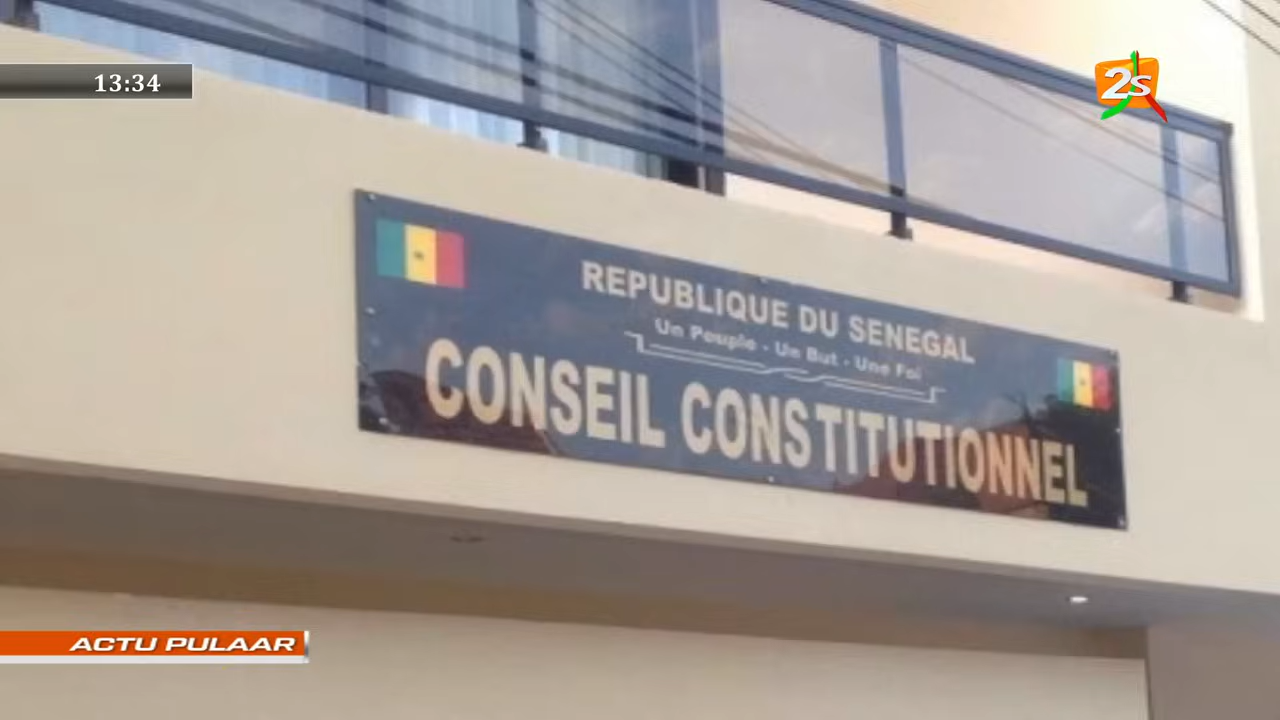 13:34
2s
REPUBLIQUE DU SENEGAL
Un Peuple - Un But - Une Foi
CONSEIL CONSTITUTIONNEL
ACTU PULAAR